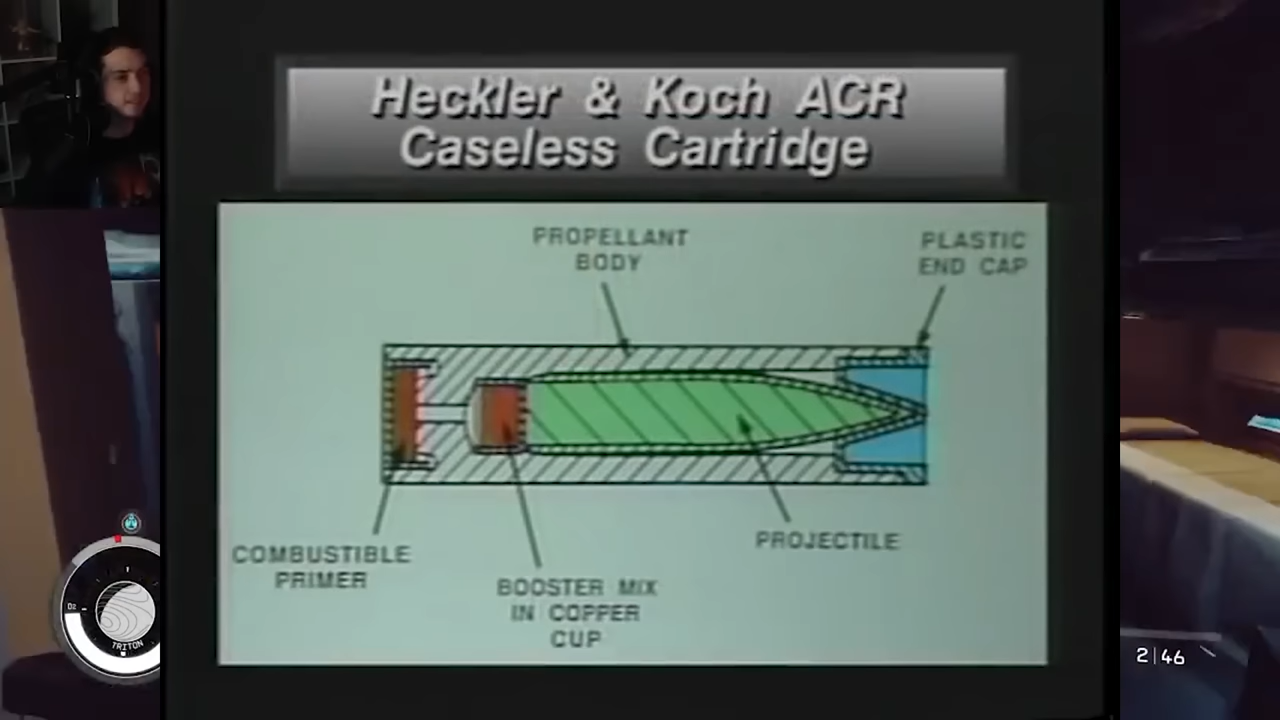 Heckler & Koch ACR
Caseless Cartridge
PROPELLANT
BODY
PLASTIC
END CAP
COMBUSTIBLE
PRIMER
BOOSTER MIX
IN COPPER
CUP
PROJECTILE
O₂
TRITON
2|46